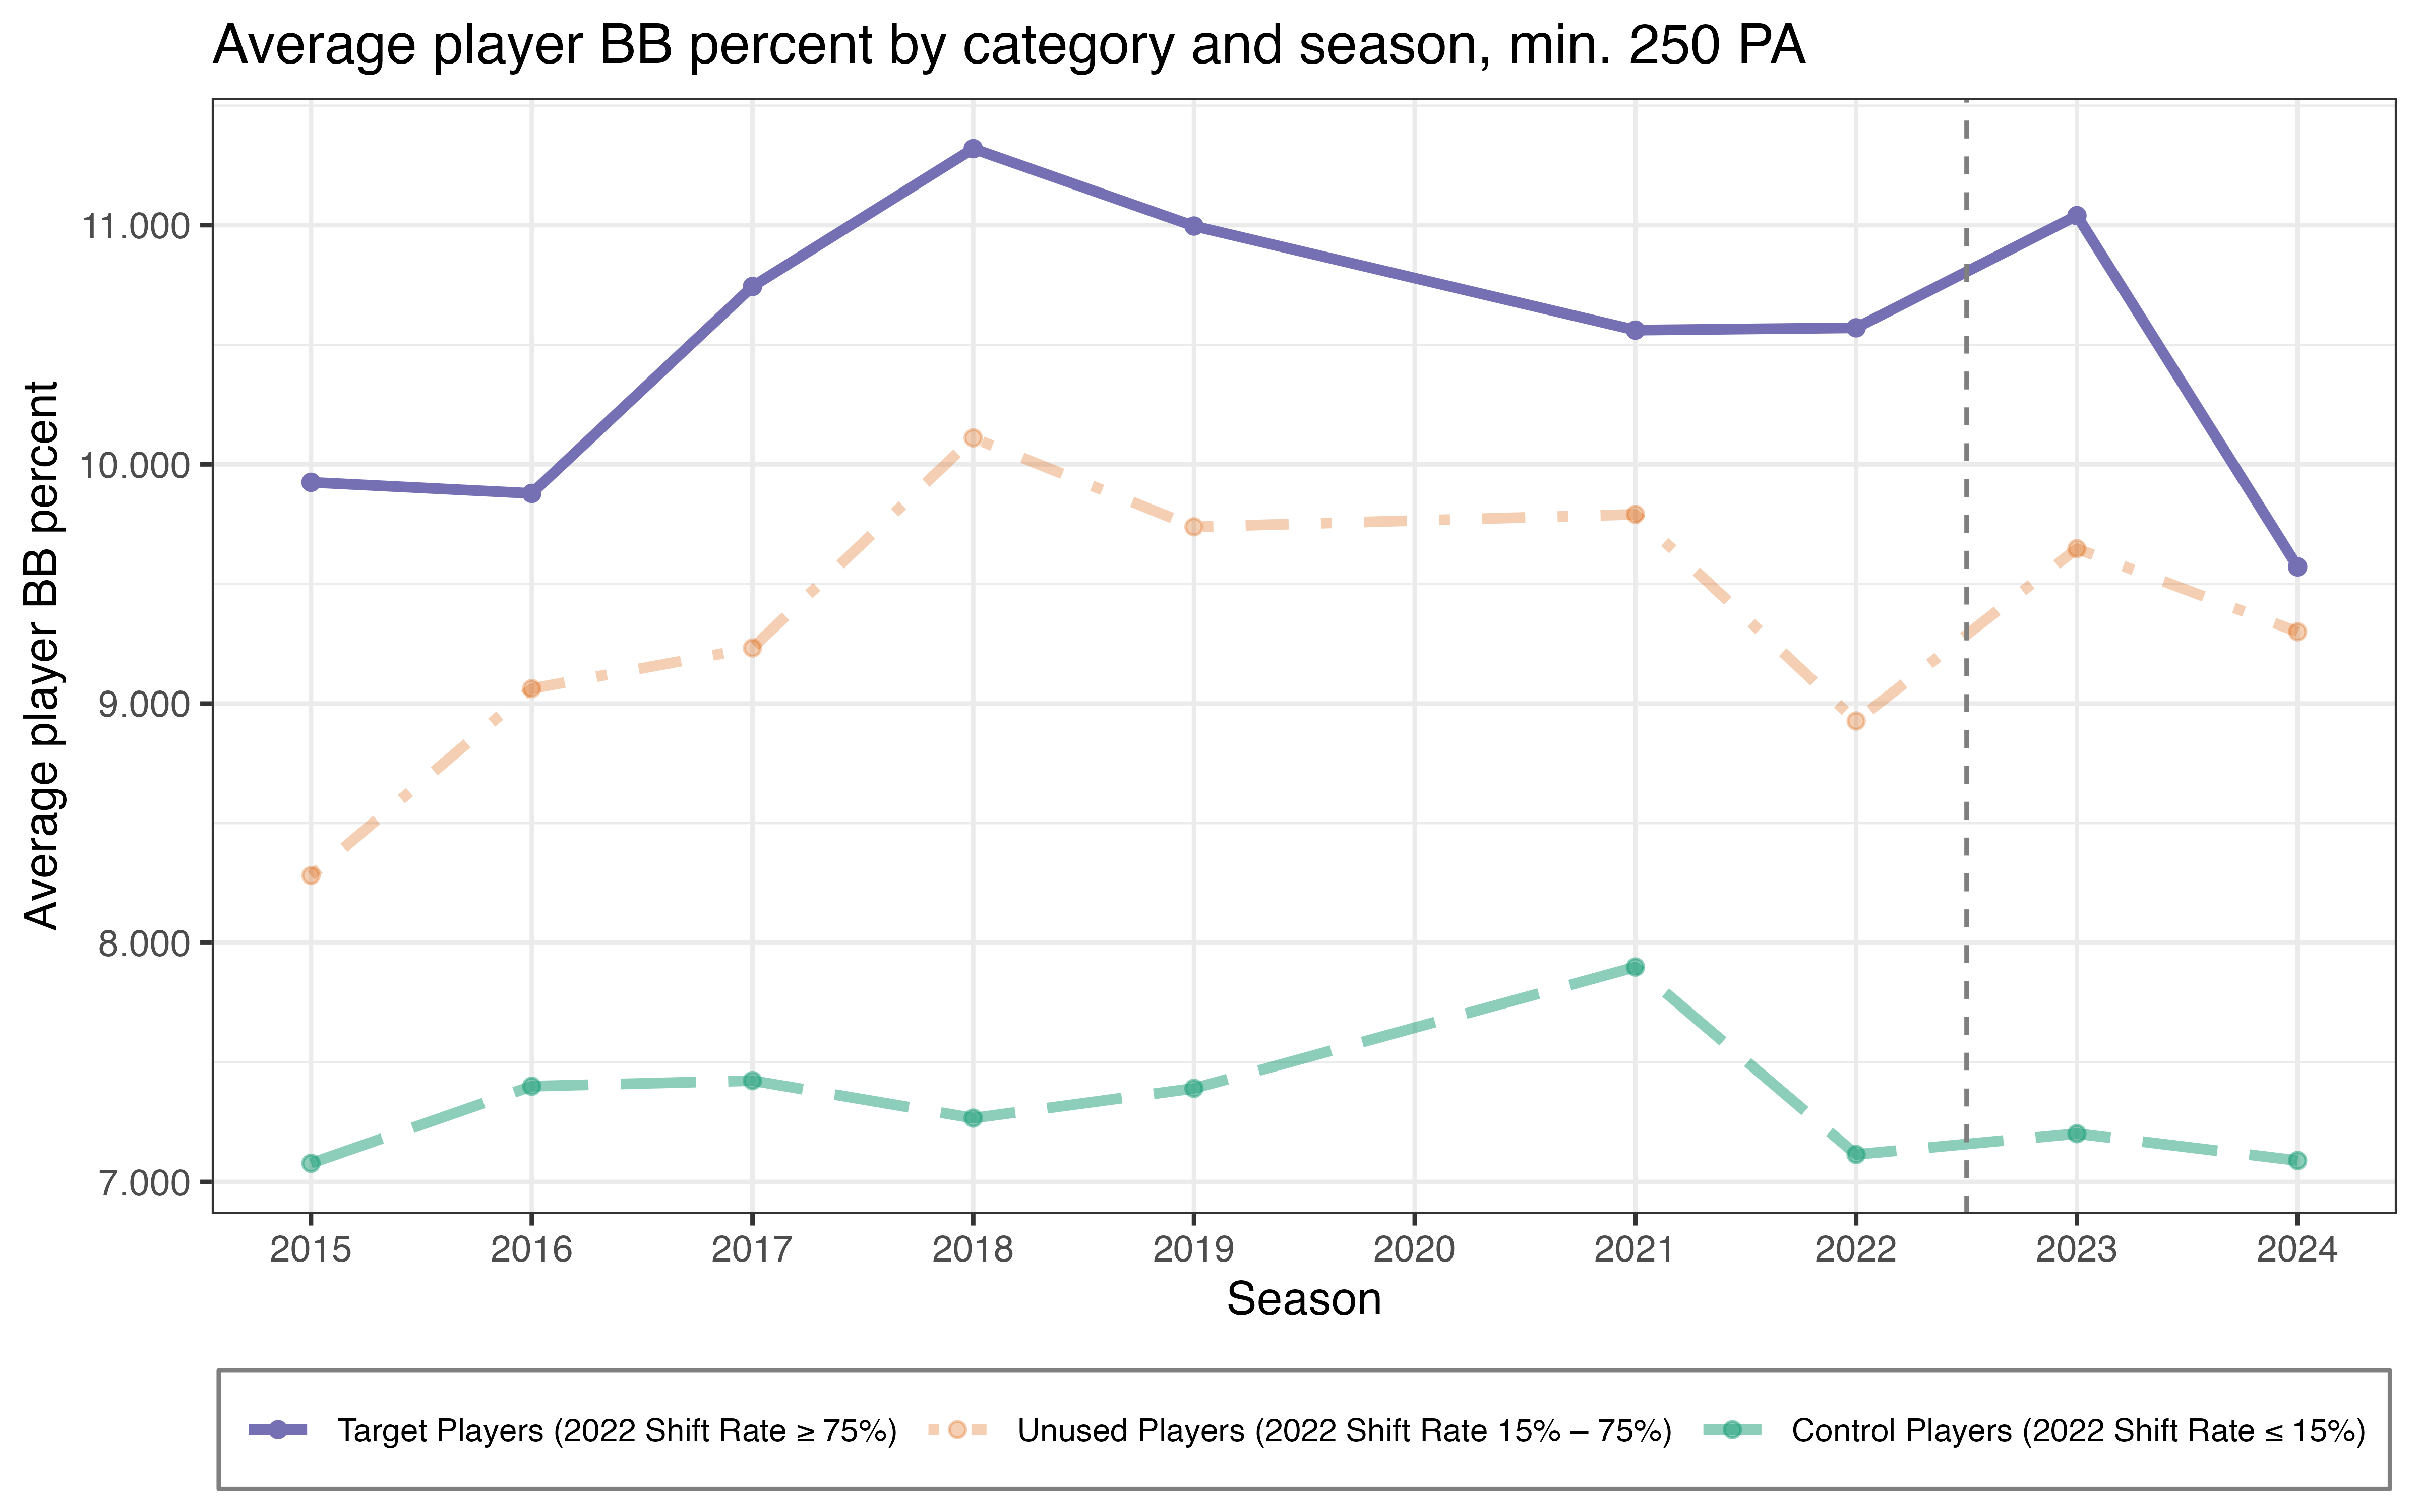 Average player BB percent by category and season, min. 250 PA
Average player BB percent
11.000
10.000
9.000
8.000
7.000
2015 2016 2017 2018 2019 2020 2021 2022 2023 2024
Season
Target Players (2022 Shift Rate ≥ 75%) Unused Players (2022 Shift Rate 15% – 75%) Control Players (2022 Shift Rate ≤ 15%)